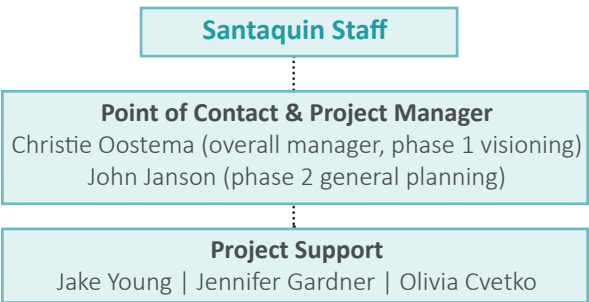 Santaquin Staff
Point of Contact & Project Manager
Christie Oostema (overall manager, phase 1 visioning)
John Janson (phase 2 general planning)
Project Support
Jake Young | Jennifer Gardner | Olivia Cvetko